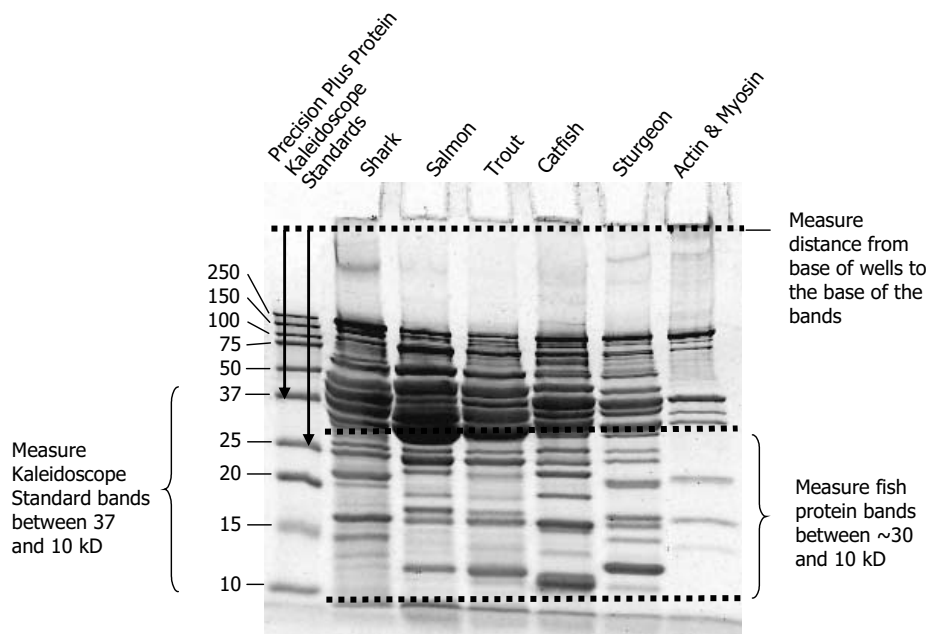 Precision Plus Protein
Kaleidoscope
Standards
Shark
Salmon
Trout
Catfish
Sturgeon
Actin & Myosin
Measure
distance from
base of wells to
the base of the
bands
250
150
100
75
50
37
25
20
15
10
Measure
Kaleidoscope
Standard bands
between 37
and 10 kD
Measure fish
protein bands
between ~30
and 10 kD